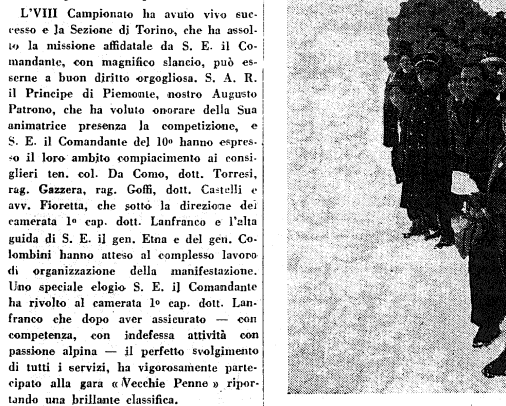 L'VIII Campionato ha avuto vivo suc-
cesso e la Sezione di Torino, che ha assol-
to la missione affidatale da S. E. il Co-
mandante, con magnifico slancio, può es-
serne a buon diritto orgogliosa. S. A. R.
il Principe di Piemonte, nostro Augusto
Patrono, che ha voluto onorare della Sua
animatrice presenza la competizione, e
S. E. il Comandante del 10° hanno espres-
so il loro ambito compiacimento ai consi-
glieri ten. col. Da Como, dott. Torresi,
rag. Gazzera, rag. Goffi, dott. Castelli e
avv. Fioretta, che sotto la direzione dei
camerata 1° cap. dott. Lanfranco e l'alta
guida di S. E. il gen. Etna e del gen. Co-
lombini hanno atteso al complesso lavoro
di organizzazione della manifestazione.
Uno speciale elogio S. E. il Comandante
ha rivolto al camerata 1° cap. dott. Lan-
franco che dopo aver assicurato — con
competenza, con indefessa attività con
passione alpina — il perfetto svolgimento
di tutti i servizi, ha vigorosamente parte-
cipato alla gara « Vecchie Penne » ripor-
tando una brillante classifica.